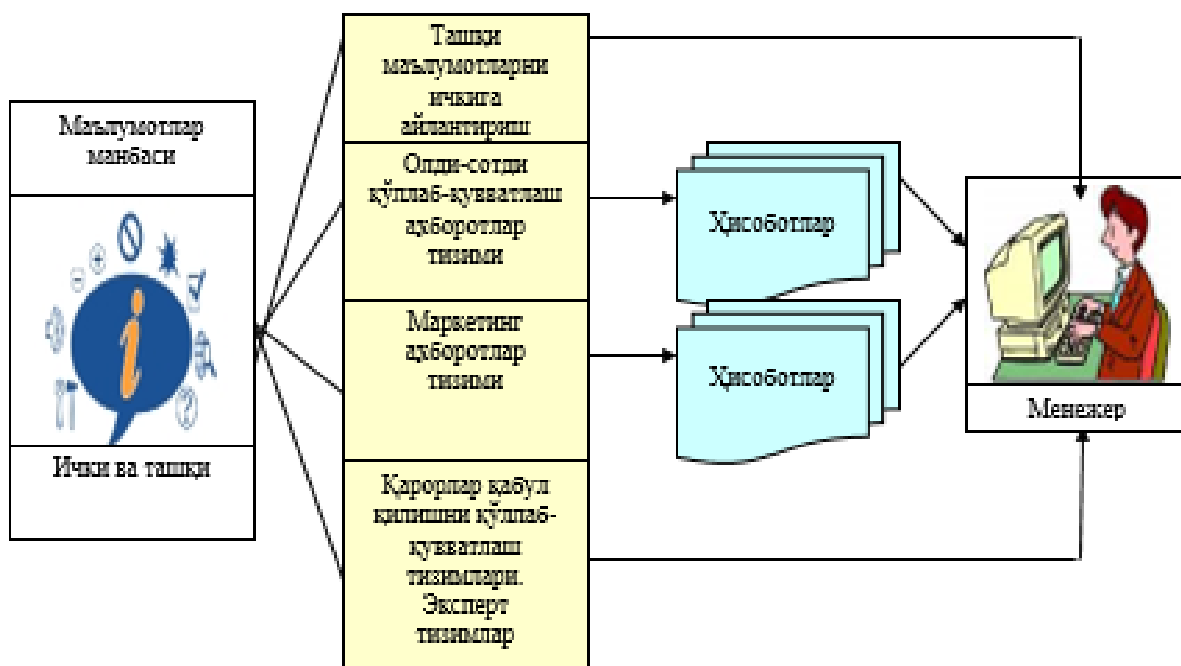 Маълумотлар
манбаси
Ички ва ташқи
Ташқи
маълумотларни
ичкига
айлантириш
Олди-сотди
қўллаб-қувватлаш
ахборотлар
тизими
Маркетинг
ахборотлар
тизими
Қарорлар қабул
қилишни қўллаб-
қувватлаш
тизимлари.
Эксперт
тизимлар
Ҳисоботлар
Ҳисоботлар
Менежер